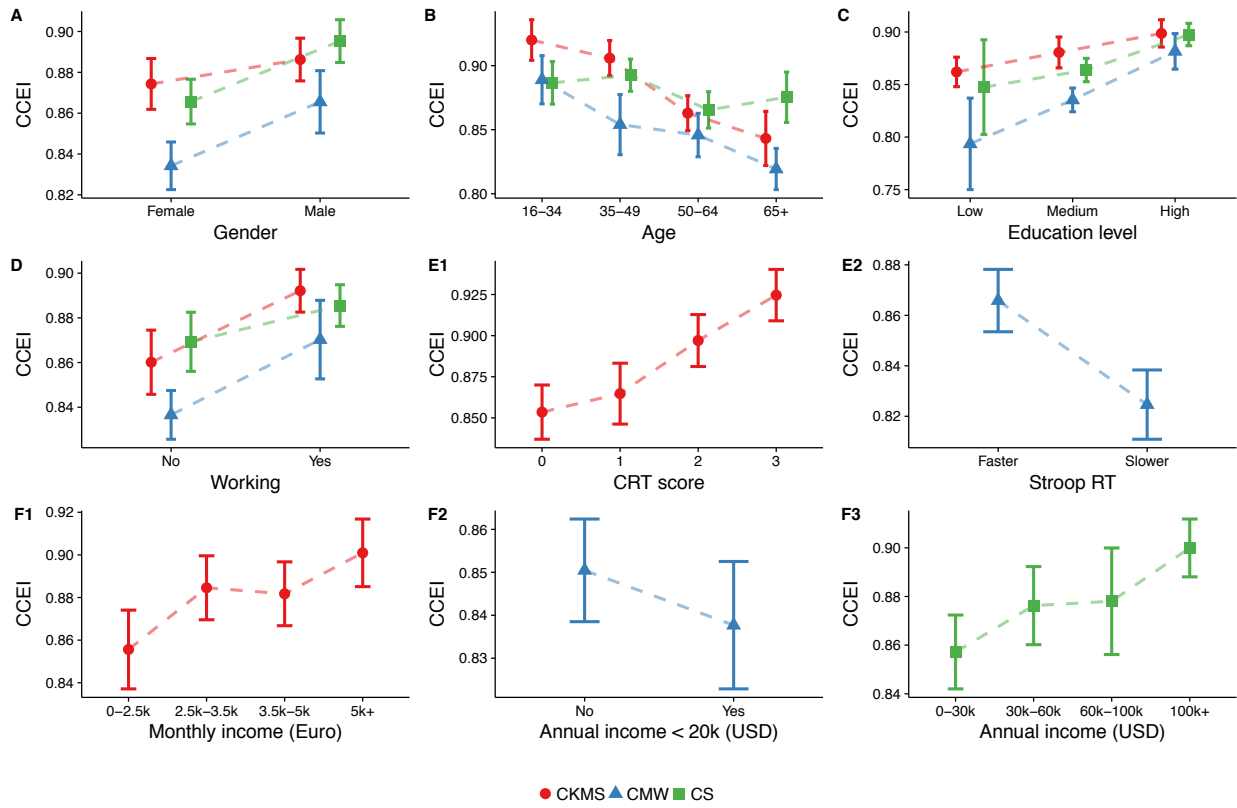 A
0.90
0.88
0.86
0.84
0.82
CCEI
Female
Male
Gender
B
0.90
0.85
0.80
CCEI
16–34
35–49
50–64
65+
Age
C
0.90
0.85
0.80
0.75
CCEI
Low
Medium
High
Education level
D
0.90
0.88
0.86
0.84
CCEI
No
Yes
Working
E1
0.925
0.900
0.875
0.850
CCEI
0
1
2
3
CRT score
E2
0.88
0.86
0.84
0.82
CCEI
Faster
Slower
Stroop RT
F1
0.92
0.90
0.88
0.86
0.84
CCEI
0–2.5k
2.5k–3.5k
3.5k–5k
5k+
Monthly income (Euro)
F2
0.86
0.85
0.84
0.83
CCEI
No
Yes
Annual income < 20k (USD)
F3
0.90
0.88
0.86
0.84
CCEI
0–30k
30k–60k
60k–100k
100k+
Annual income (USD)
CKMS CMW CS